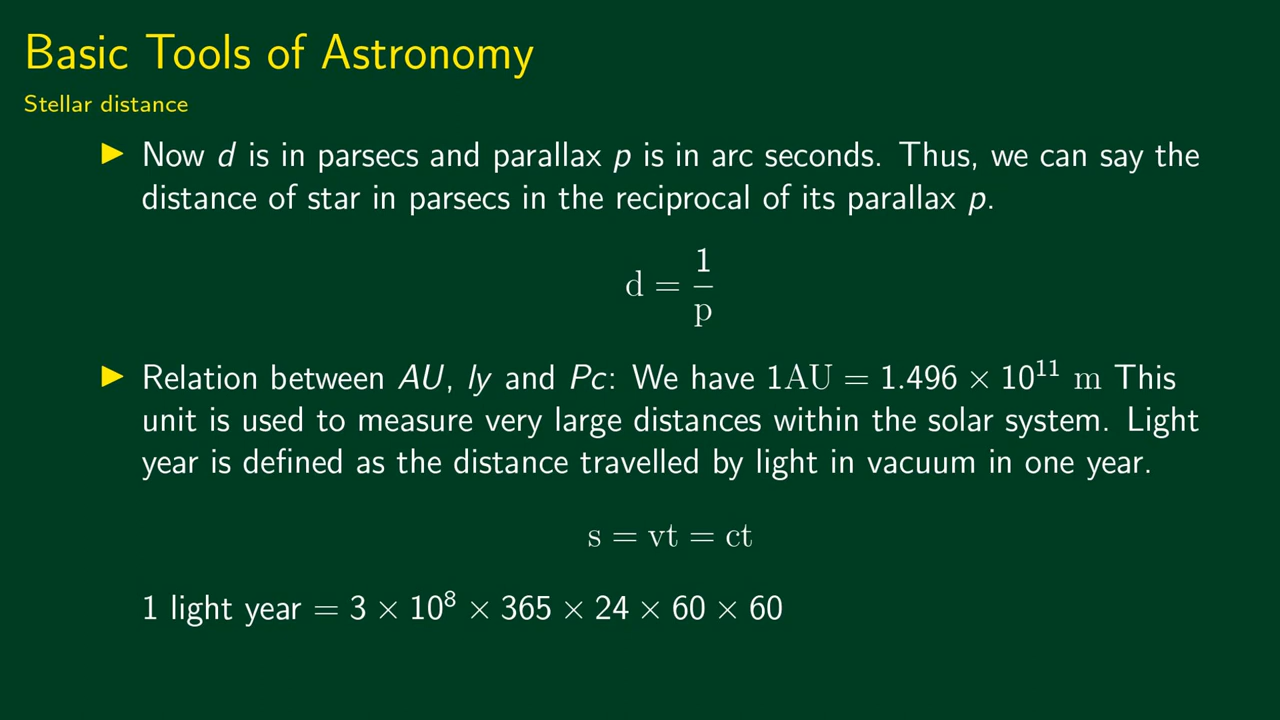 Basic Tools of Astronomy
Stellar distance
▶ Now d is in parsecs and parallax p is in arc seconds. Thus, we can say the
distance of star in parsecs in the reciprocal of its parallax p.
d = 1/p
▶ Relation between AU, ly and Pc: We have 1AU = 1.496 × 10¹¹ m This
unit is used to measure very large distances within the solar system. Light
year is defined as the distance travelled by light in vacuum in one year.
s = vt = ct
1 light year = 3 × 10⁸ × 365 × 24 × 60 × 60